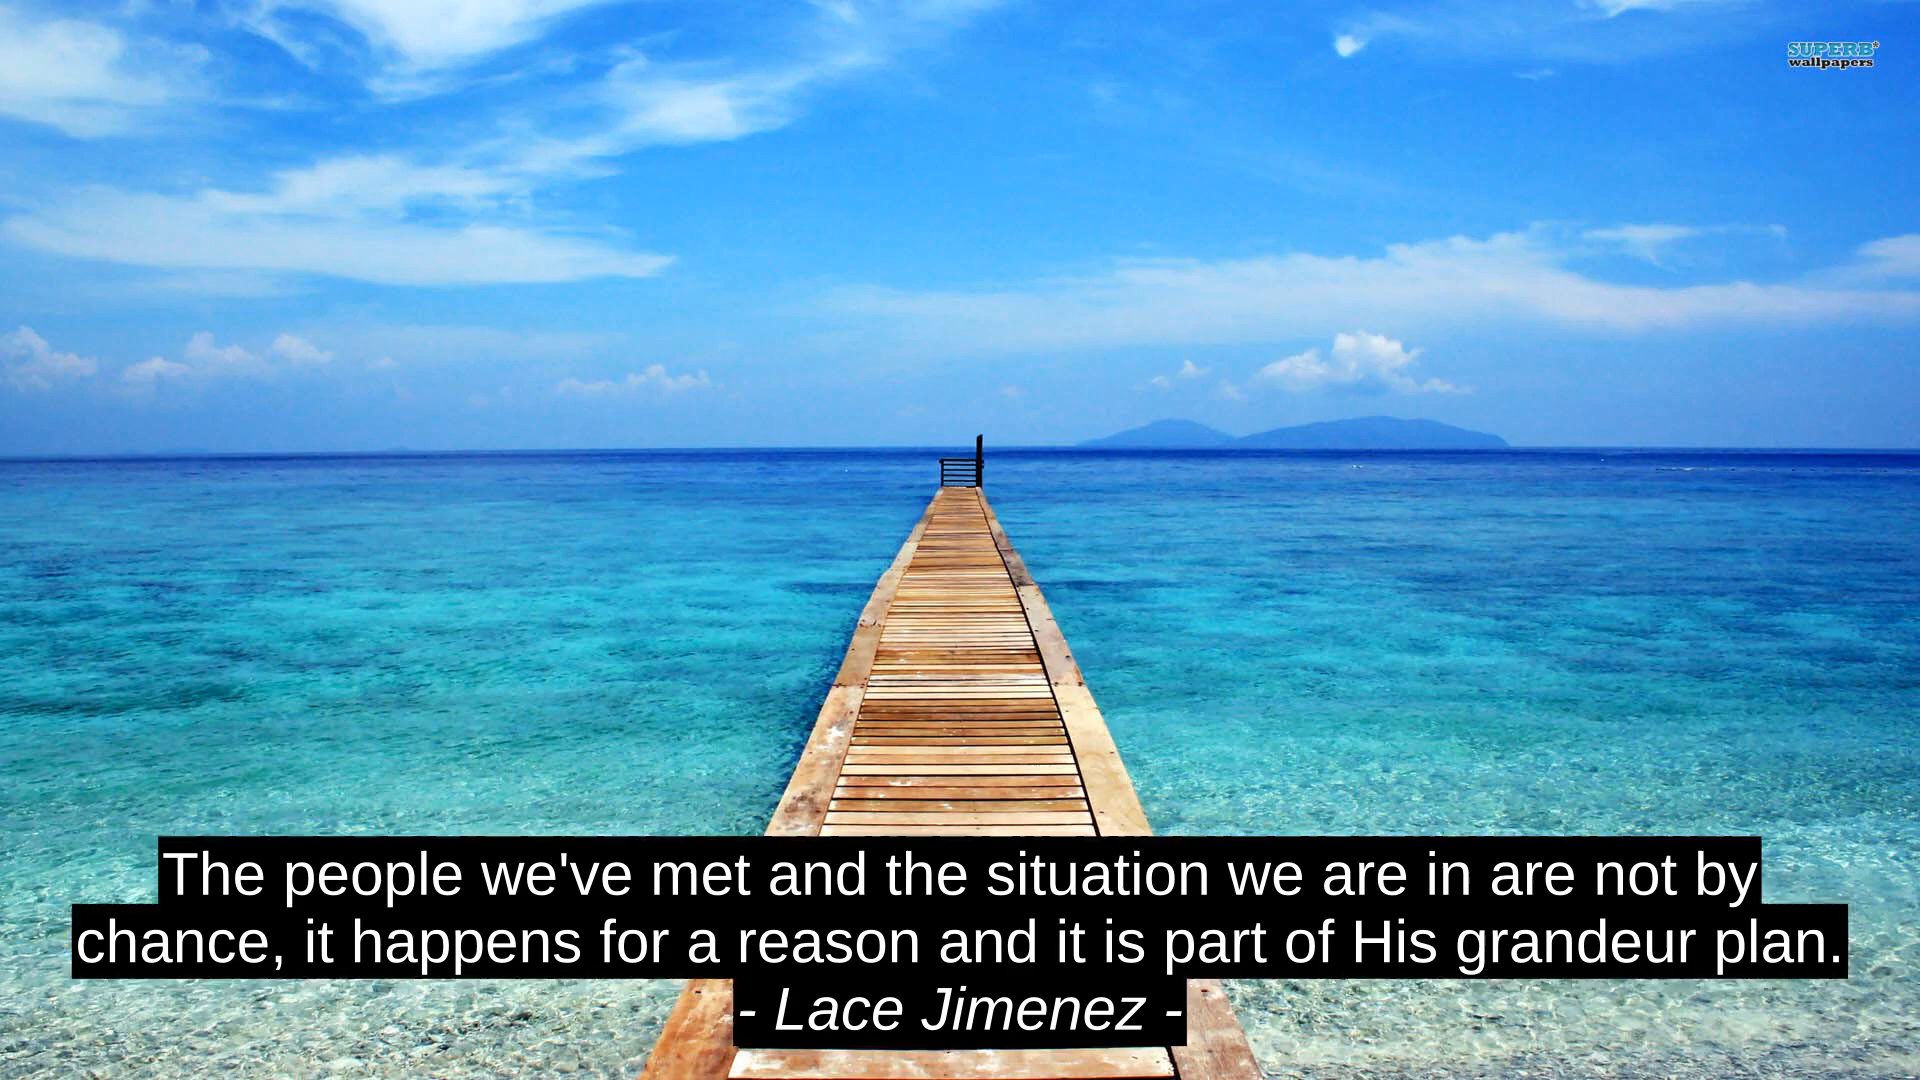 SUPERB*
wallpapers
The people we've met and the situation we are in are not by
chance, it happens for a reason and it is part of His grandeur plan.
- Lace Jimenez -